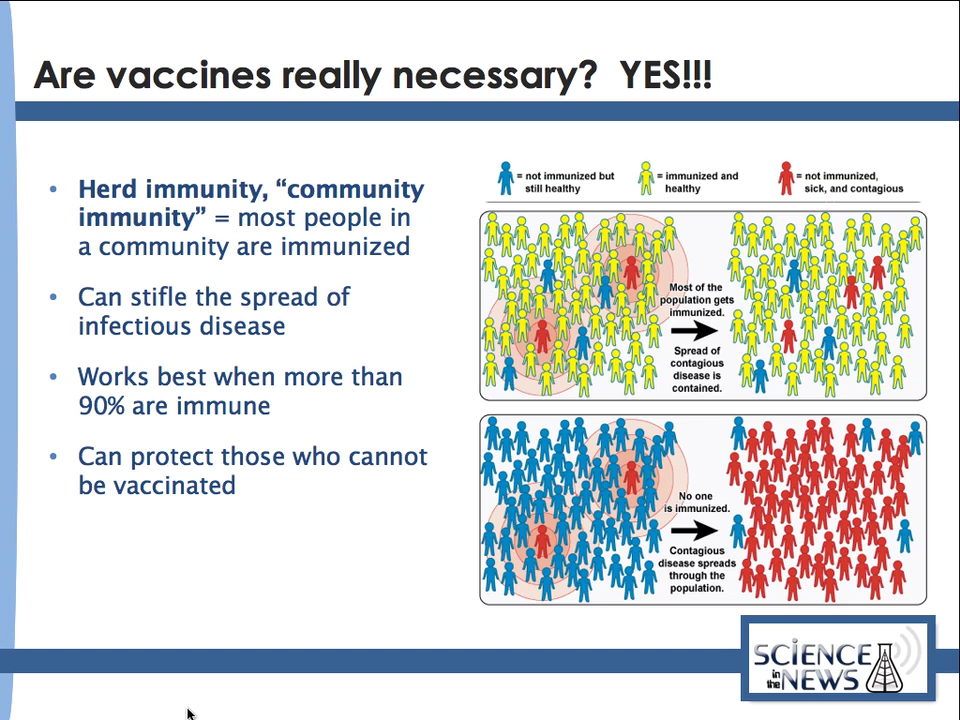 Are vaccines really necessary?  YES!!!
• Herd immunity, “community
immunity” = most people in
a community are immunized
• Can stifle the spread of
infectious disease
• Works best when more than
90% are immune
• Can protect those who cannot
be vaccinated
= not immunized but
still healthy
= immunized and
healthy
= not immunized,
sick, and contagious
Most of the
population gets
immunized.
Spread of
contagious
disease is
contained.
No one
is immunized.
Contagious
disease spreads
through the
population.
SCiENCE
in the
NEWS